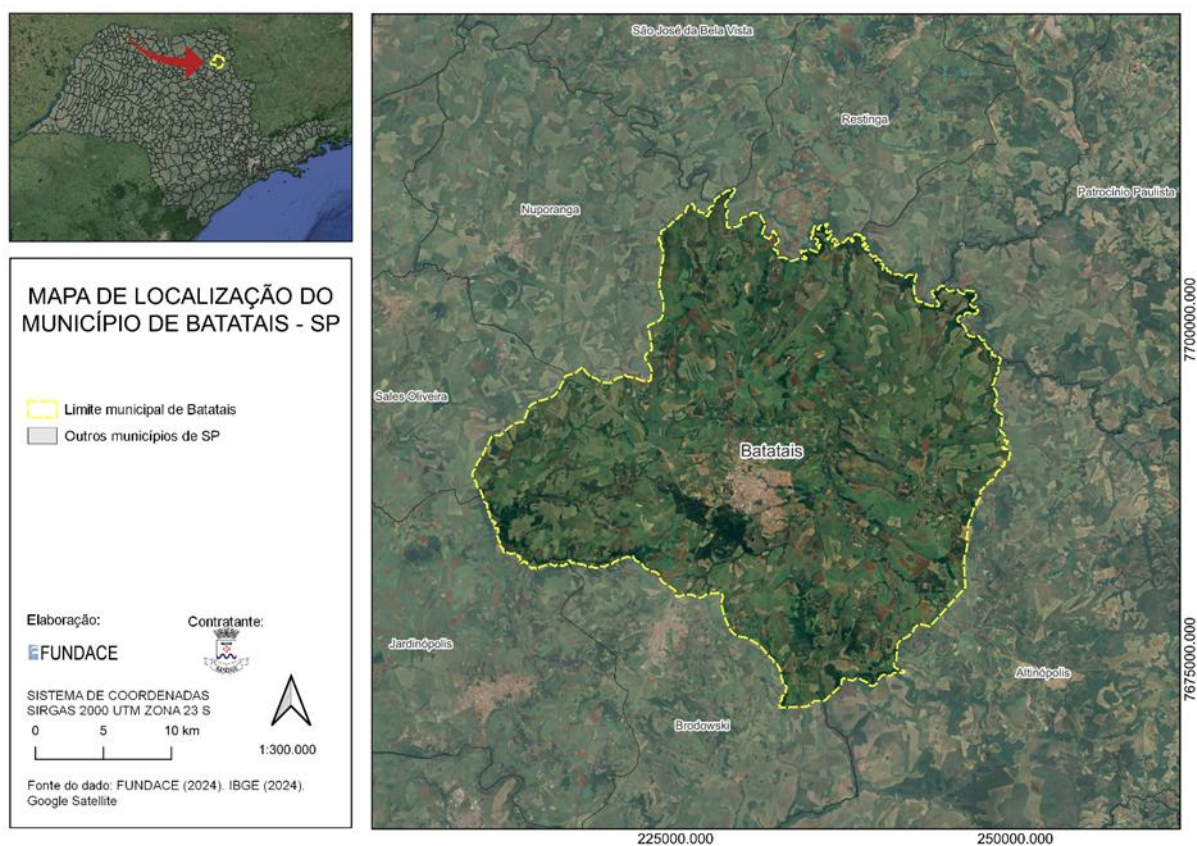 MAPA DE LOCALIZAÇÃO DO
MUNICÍPIO DE BATATAIS - SP
Limite municipal de Batatais
Outros municípios de SP
Elaboração:
Contratante:
FUNDACE
SISTEMA DE COORDENADAS
SIRGAS 2000 UTM ZONA 23 S
0 5 10 km
1:300.000
Fonte do dado: FUNDACE (2024). IBGE (2024).
Google Satellite
São José da Bela Vista
Restinga
Patrocínio Paulista
Nuporanga
Sales Oliveira
Batatais
Jardinópolis
Altinópolis
Brodowski
7700000.000
7675000.000
225000.000
250000.000